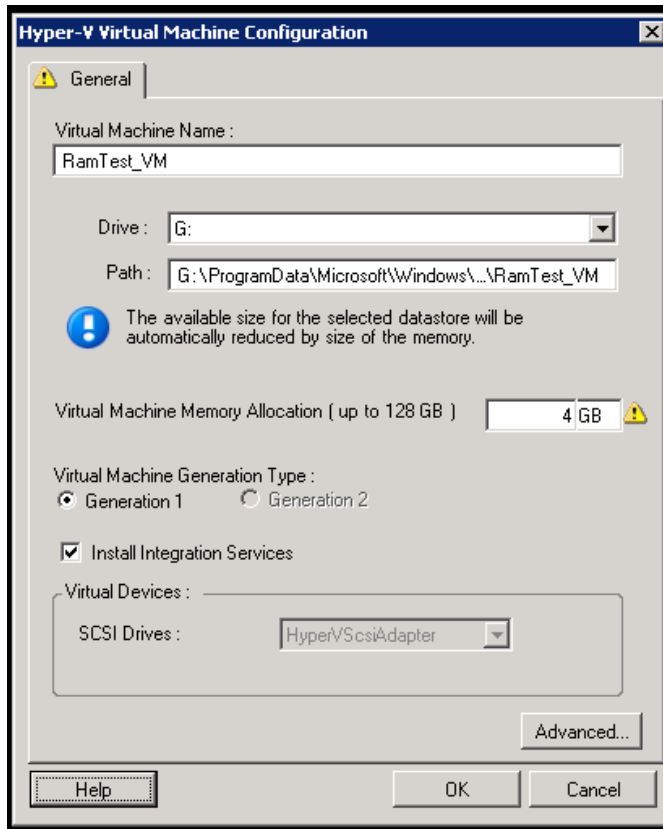 Hyper-V Virtual Machine Configuration
General
Virtual Machine Name :
RamTest_VM
Drive : G:
Path : G:\ProgramData\Microsoft\Windows\...\RamTest_VM
The available size for the selected datastore will be
automatically reduced by size of the memory.
Virtual Machine Memory Allocation ( up to 128 GB ) 4 GB
Virtual Machine Generation Type :
Generation 1 Generation 2
Install Integration Services
Virtual Devices :
SCSI Drives : HyperVScsiAdapter
Advanced...
Help OK Cancel